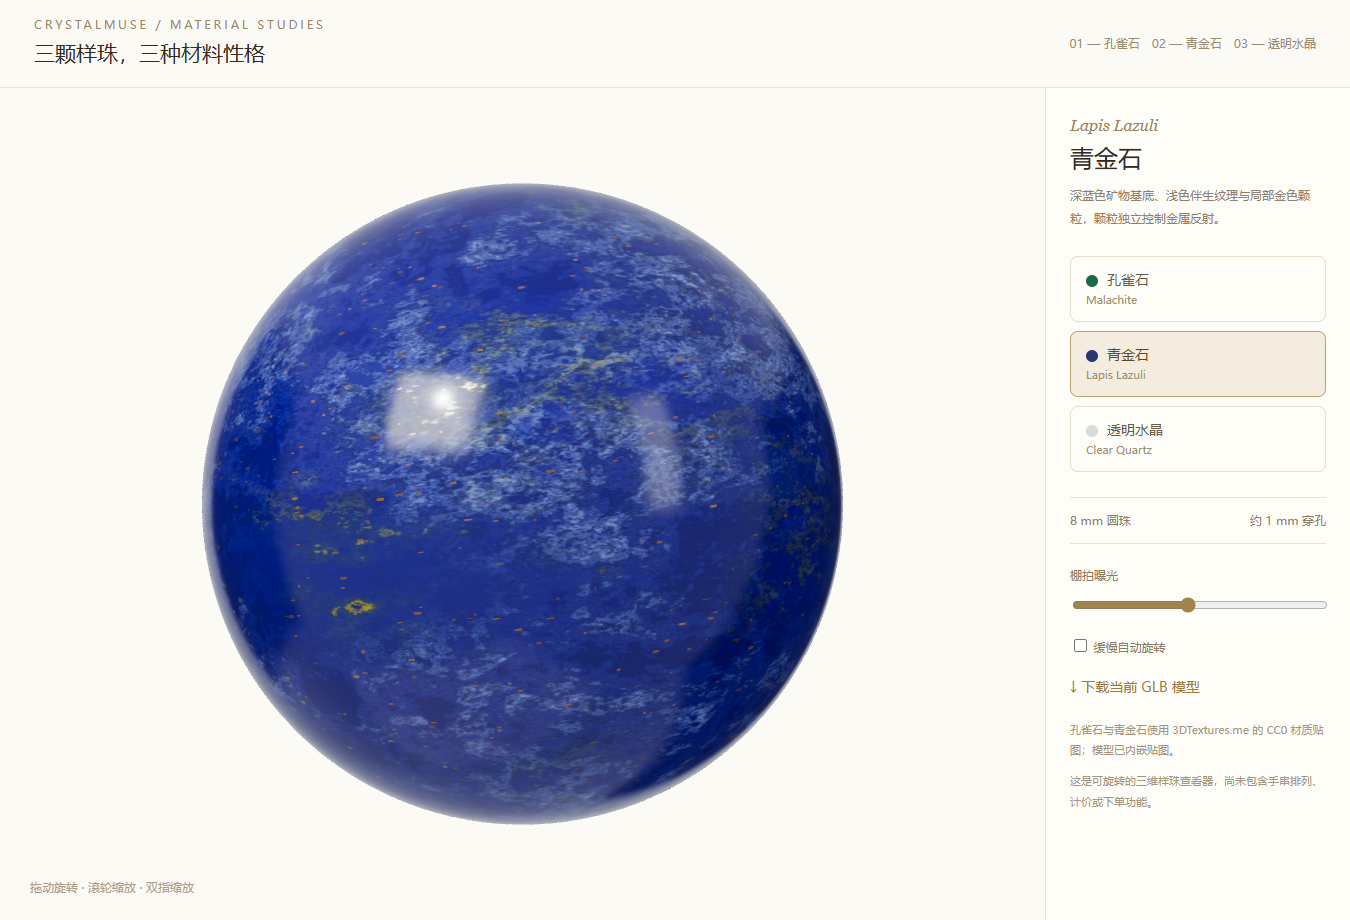 CRYSTALMUSE / MATERIAL STUDIES
三颗样珠，三种材料性格
01 — 孔雀石 02 — 青金石 03 — 透明水晶
Lapis Lazuli
青金石
深蓝色矿物基底、浅色伴生纹理与局部金色颗
粒，颗粒独立控制金属反射。
孔雀石
Malachite
青金石
Lapis Lazuli
透明水晶
Clear Quartz
8 mm 圆珠 约 1 mm 穿孔
棚拍曝光
缓慢自动旋转
↓ 下载当前 GLB 模型
孔雀石与青金石使用 3DTextures.me 的 CC0 材质贴
图；模型已内嵌贴图。
这是可旋转的三维样珠查看器，尚未包含手串排列、
计价或下单功能。
拖动旋转 · 滚轮缩放 · 双指缩放